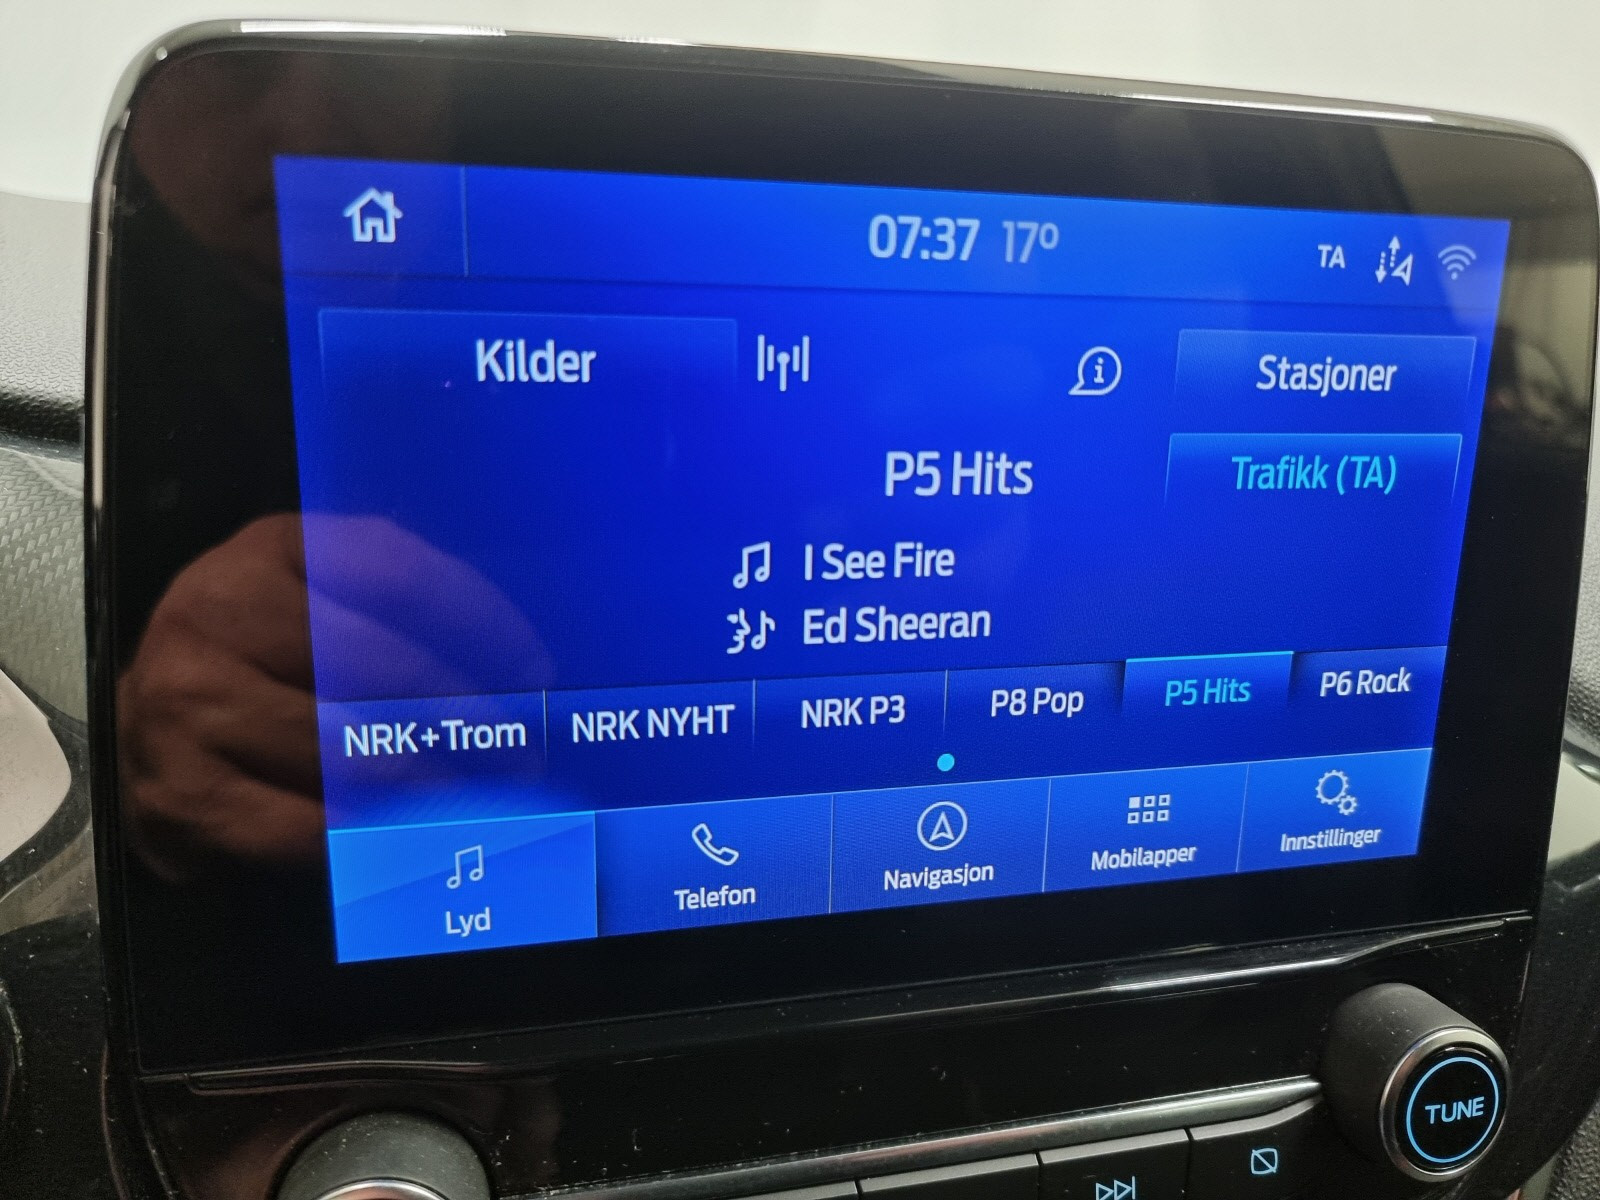 07:37 17°
TA
Kilder
Stasjoner
P5 Hits
Trafikk (TA)
I See Fire
Ed Sheeran
NRK+Trom
NRK NYHT
NRK P3
P8 Pop
P5 Hits
P6 Rock
Lyd
Telefon
Navigasjon
Mobilapper
Innstillinger
TUNE